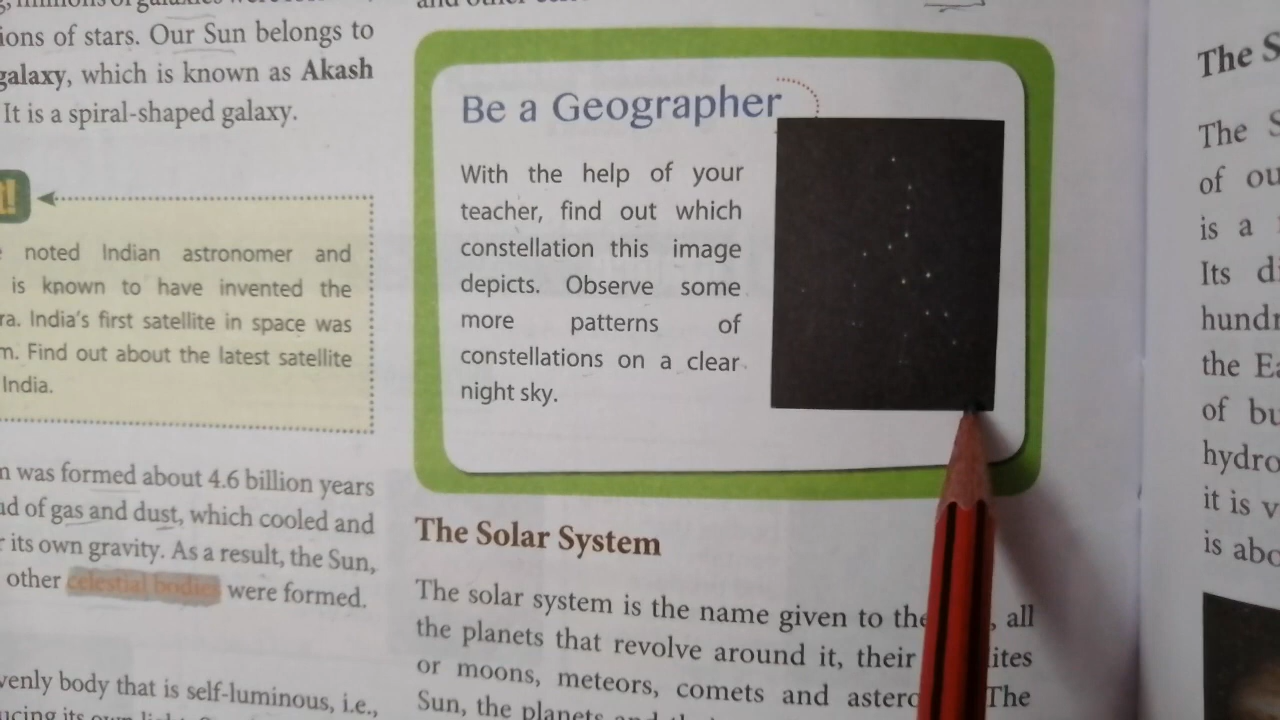 ions of stars. Our Sun belongs to
galaxy, which is known as Akash
It is a spiral-shaped galaxy.
noted Indian astronomer and
is known to have invented the
India's first satellite in space was
Find out about the latest satellite
India.
was formed about 4.6 billion years
of gas and dust, which cooled and
its own gravity. As a result, the Sun,
other celestial bodies were formed.
body that is self-luminous, i.e.,
Be a Geographer
With the help of your
teacher, find out which
constellation this image
depicts. Observe some
more patterns of
constellations on a clear
night sky.
The Solar System
The solar system is the name given to the , all
the planets that revolve around it, their ites
or moons, meteors, comets and The
Sun, the planets
The S
The S
of ou
is a
Its di
hundr
the Ea
of bu
hydro
it is v
is abo